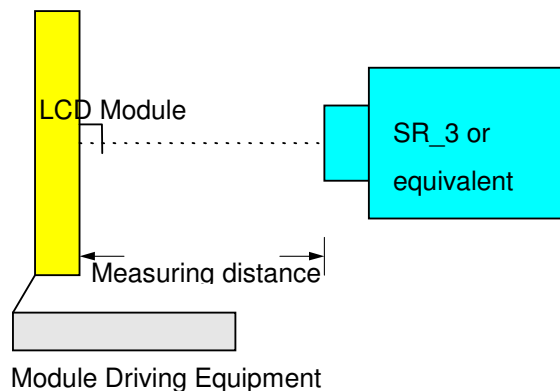 LCD Module
SR_3 or
equivalent
Measuring distance
Module Driving Equipment